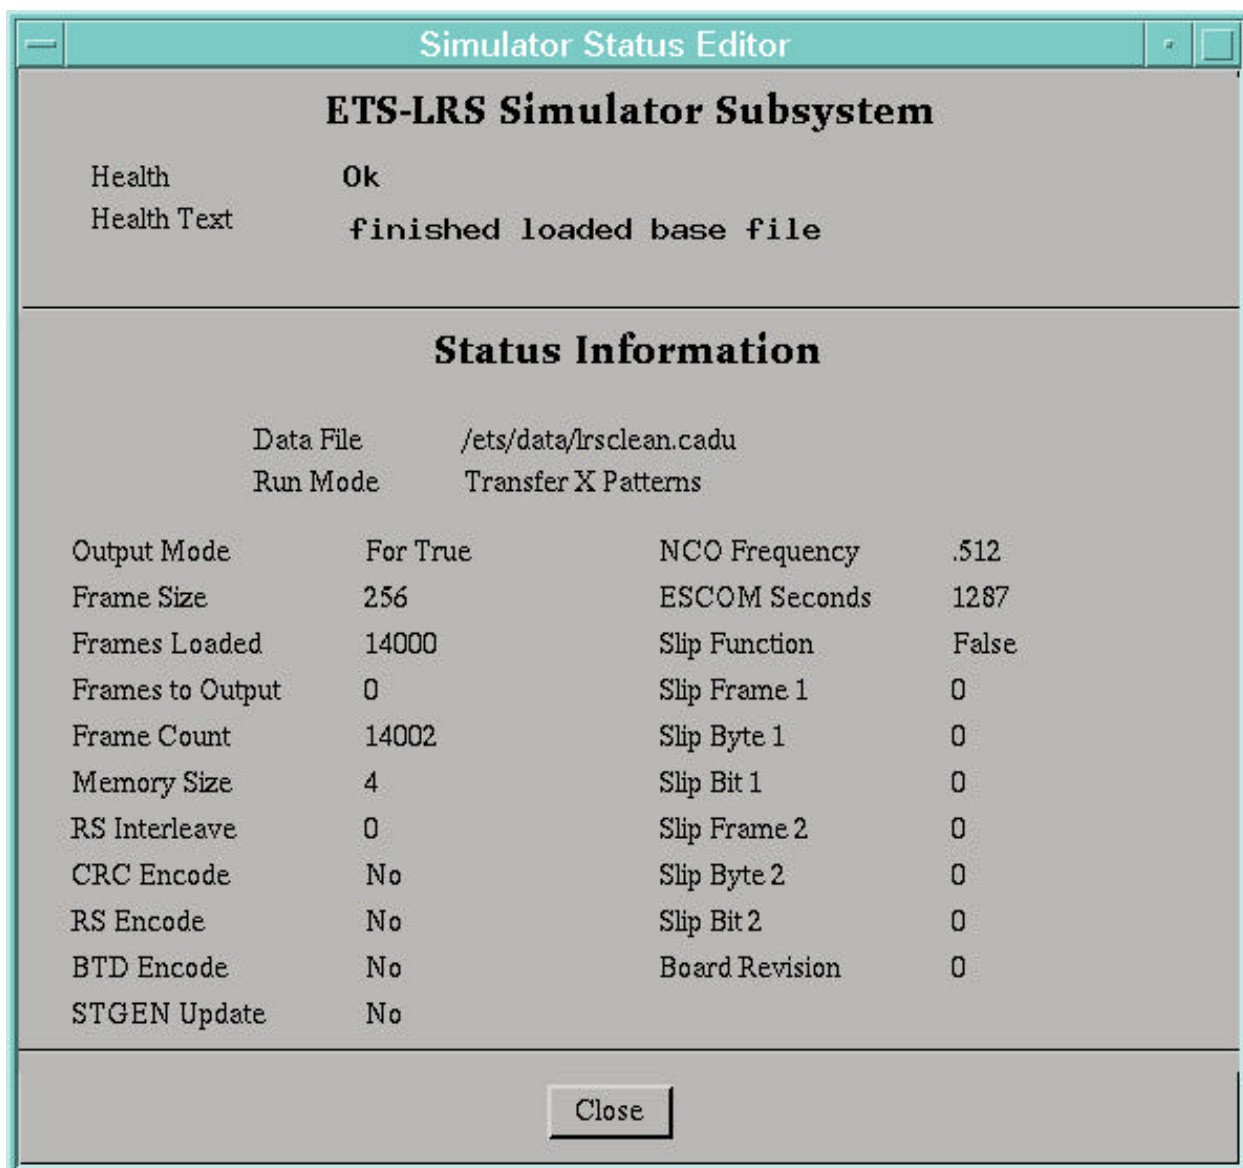 Simulator Status Editor
ETS-LRS Simulator Subsystem
Health Ok
Health Text finished loaded base file
Status Information
Data File /ets/data/lrsclean.cadu
Run Mode Transfer X Patterns
Output Mode For True NCO Frequency .512
Frame Size 256 ESCOM Seconds 1287
Frames Loaded 14000 Slip Function False
Frames to Output 0 Slip Frame 1 0
Frame Count 14002 Slip Byte 1 0
Memory Size 4 Slip Bit 1 0
RS Interleave 0 Slip Frame 2 0
CRC Encode No Slip Byte 2 0
RS Encode No Slip Bit 2 0
BTD Encode No Board Revision 0
STGEN Update No
Close